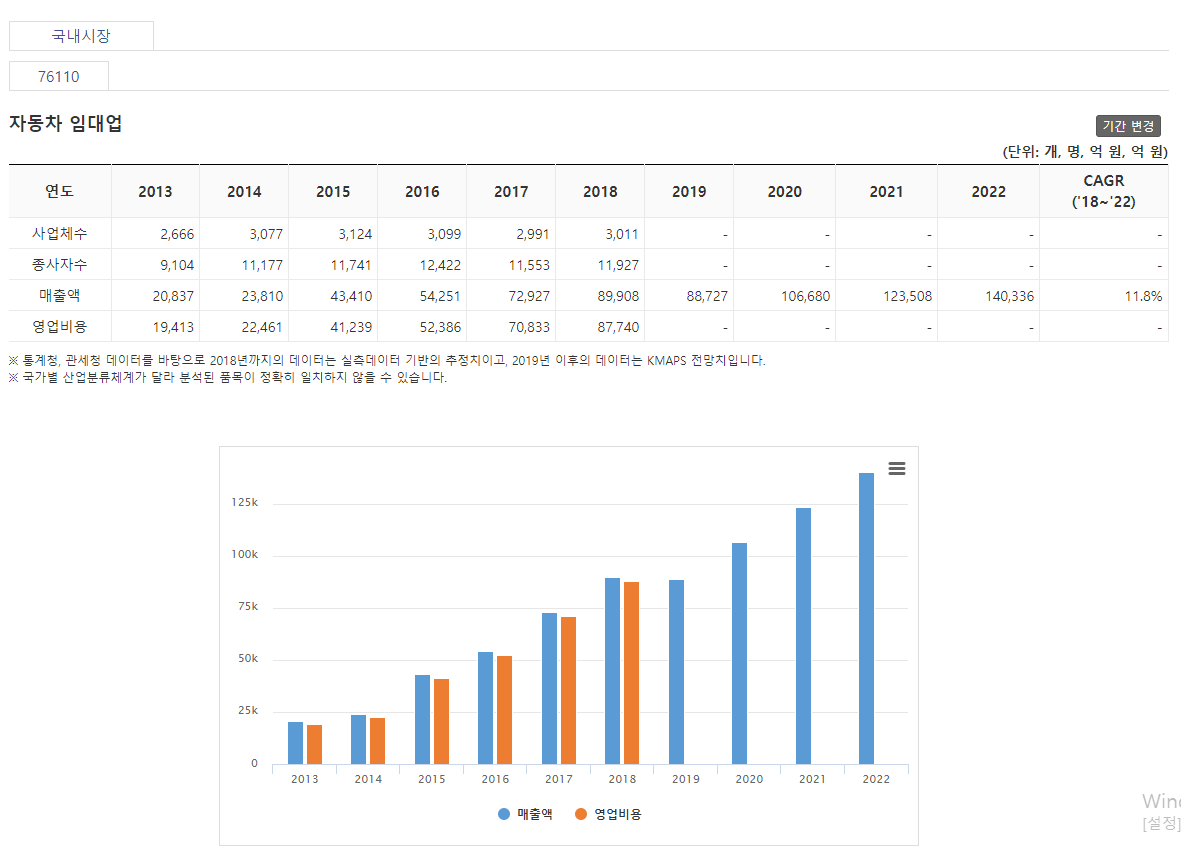 국내시장
76110
자동차 임대업
기간 변경
(단위: 개, 명, 억 원, 억 원)
연도 2013 2014 2015 2016 2017 2018 2019 2020 2021 2022 CAGR ('18~'22)
사업체수 2,666 3,077 3,124 3,099 2,991 3,011 - - - - -
종사자수 9,104 11,177 11,741 12,422 11,553 11,927 - - - - -
매출액 20,837 23,810 43,410 54,251 72,927 89,908 88,727 106,680 123,508 140,336 11.8%
영업비용 19,413 22,461 41,239 52,386 70,833 87,740 - - - - -
※ 통계청, 관세청 데이터를 바탕으로 2018년까지의 데이터는 실측데이터 기반의 추정치이고, 2019년 이후의 데이터는 KMAPS 전망치입니다.
※ 국가별 산업분류체계가 달라 분석된 품목이 정확히 일치하지 않을 수 있습니다.
125k
100k
75k
50k
25k
0
2013 2014 2015 2016 2017 2018 2019 2020 2021 2022
매출액 영업비용
[설정]